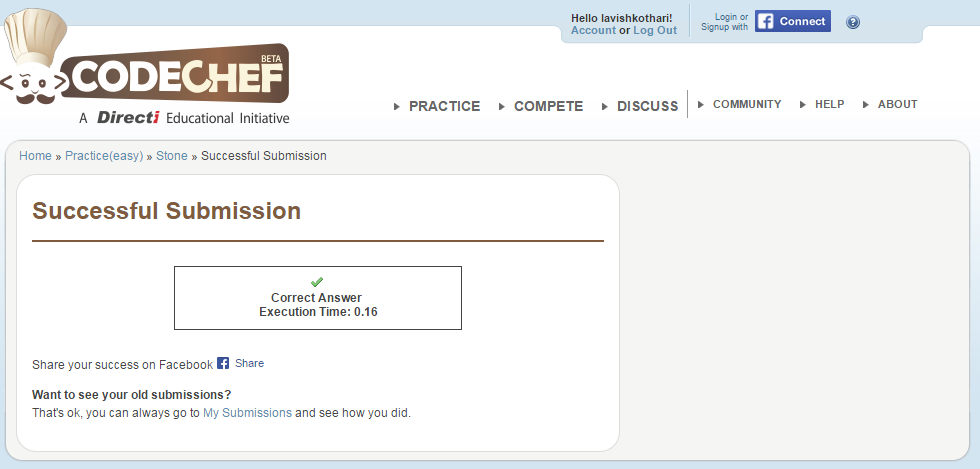 Hello lavishkothari!
Account or Log Out
Login or
Signup with
Connect
?
BETA
CODECHEF
A Directi Educational Initiative
PRACTICE
COMPETE
DISCUSS
COMMUNITY
HELP
ABOUT
Home » Practice(easy) » Stone » Successful Submission
Successful Submission
Correct Answer
Execution Time: 0.16
Share your success on Facebook Share
Want to see your old submissions?
That's ok, you can always go to My Submissions and see how you did.